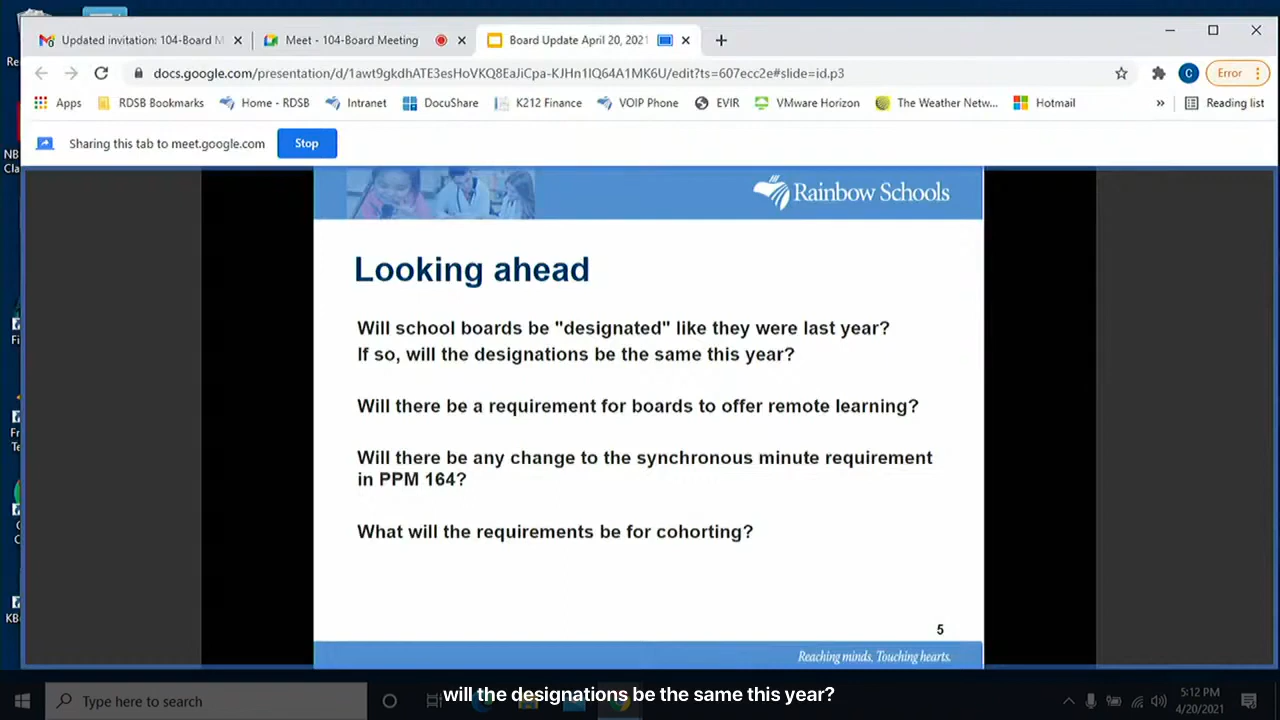 Updated invitation: 104-Board M
Meet - 104-Board Meeting
Board Update April 20, 2021
docs.google.com/presentation/d/1awt9gkdhATE3esHoVKQ8EaJiCpa-KJHn1IQ64A1MK6U/edit?ts=607ecc2e#slide=id.p3
C
Error
Apps
RDSB Bookmarks
Home - RDSB
Intranet
DocuShare
K212 Finance
VOIP Phone
EVIR
VMware Horizon
The Weather Netw...
Hotmail
»
Reading list
Sharing this tab to meet.google.com
Stop
Rainbow Schools
Looking ahead
Will school boards be "designated" like they were last year?
If so, will the designations be the same this year?
Will there be a requirement for boards to offer remote learning?
Will there be any change to the synchronous minute requirement
in PPM 164?
What will the requirements be for cohorting?
5
Reaching minds. Touching hearts.
will the designations be the same this year?
Type here to search
5:12 PM
4/20/2021